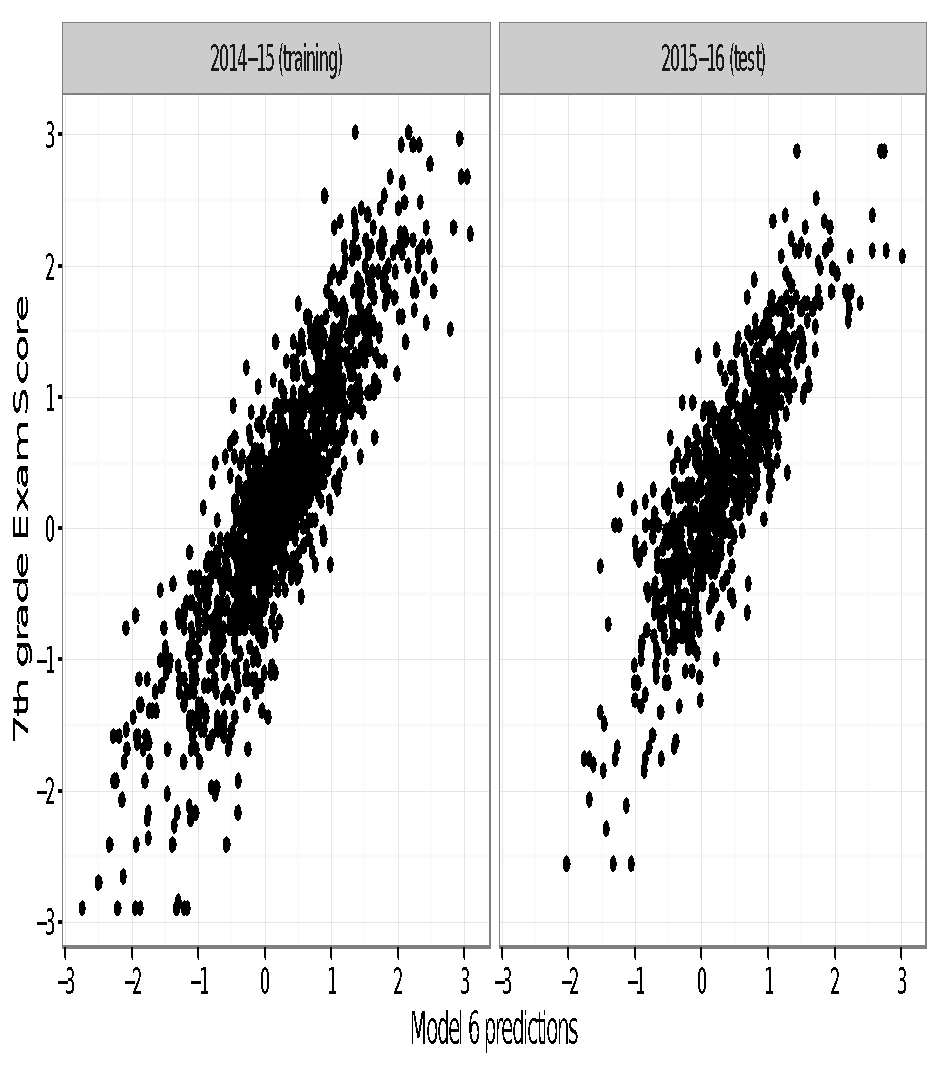 2014–15 (training)
2015–16 (test)
7th grade Exam Score
3
2
1
0
−1
−2
−3
−3 −2 −1 0 1 2 3
−3 −2 −1 0 1 2 3
Model 6 predictions